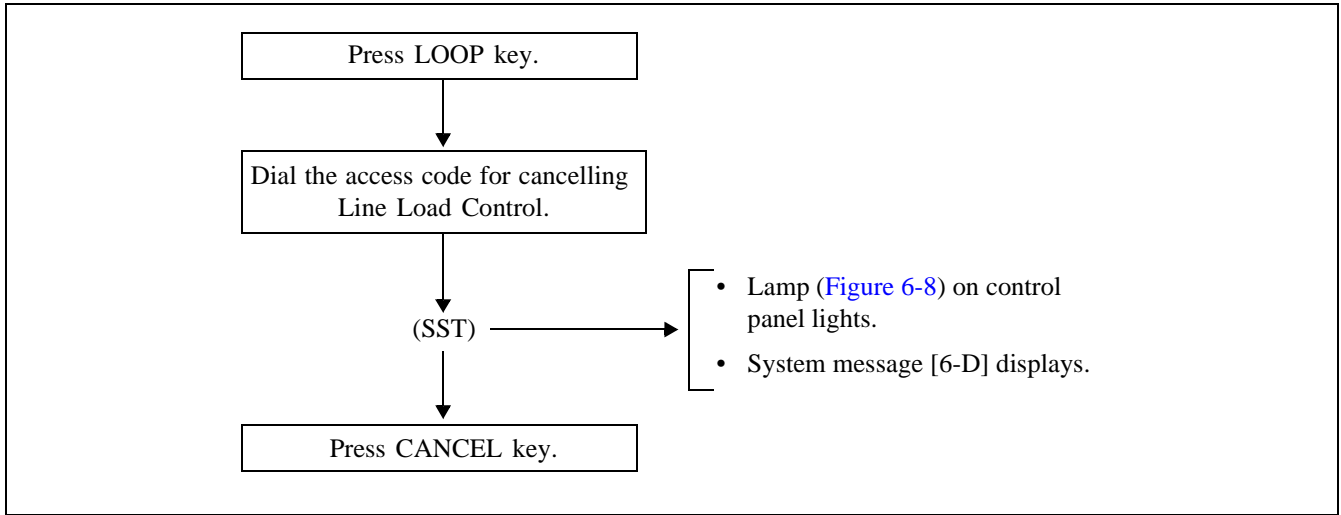 Press LOOP key.
Dial the access code for cancelling
Line Load Control.
(SST)
• Lamp (Figure 6-8) on control
panel lights.
• System message [6-D] displays.
Press CANCEL key.